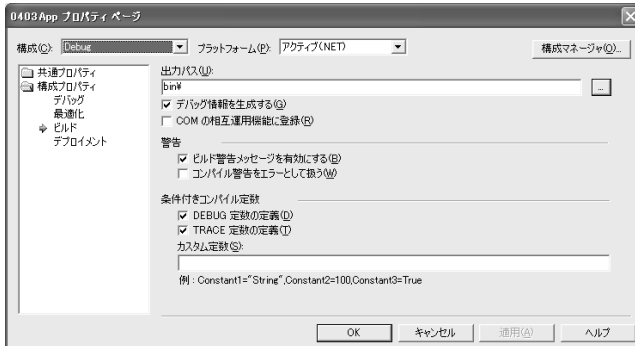 0403App プロパティ ページ
構成(C): Debug プラットフォーム(P): アクティブ(.NET) 構成マネージャ(O)...
共通プロパティ
構成プロパティ
デバッグ
最適化
ビルド
デプロイメント
出力パス(U):
bin¥
...
デバッグ情報を生成する(G)
COM の相互運用機能に登録(R)
警告
ビルド警告メッセージを有効にする(B)
コンパイル警告をエラーとして扱う(W)
条件付きコンパイル定数
DEBUG 定数の定義(D)
TRACE 定数の定義(T)
カスタム定数(S):
例 : Constant1="String",Constant2=100,Constant3=True
OK キャンセル 適用(A) ヘルプ